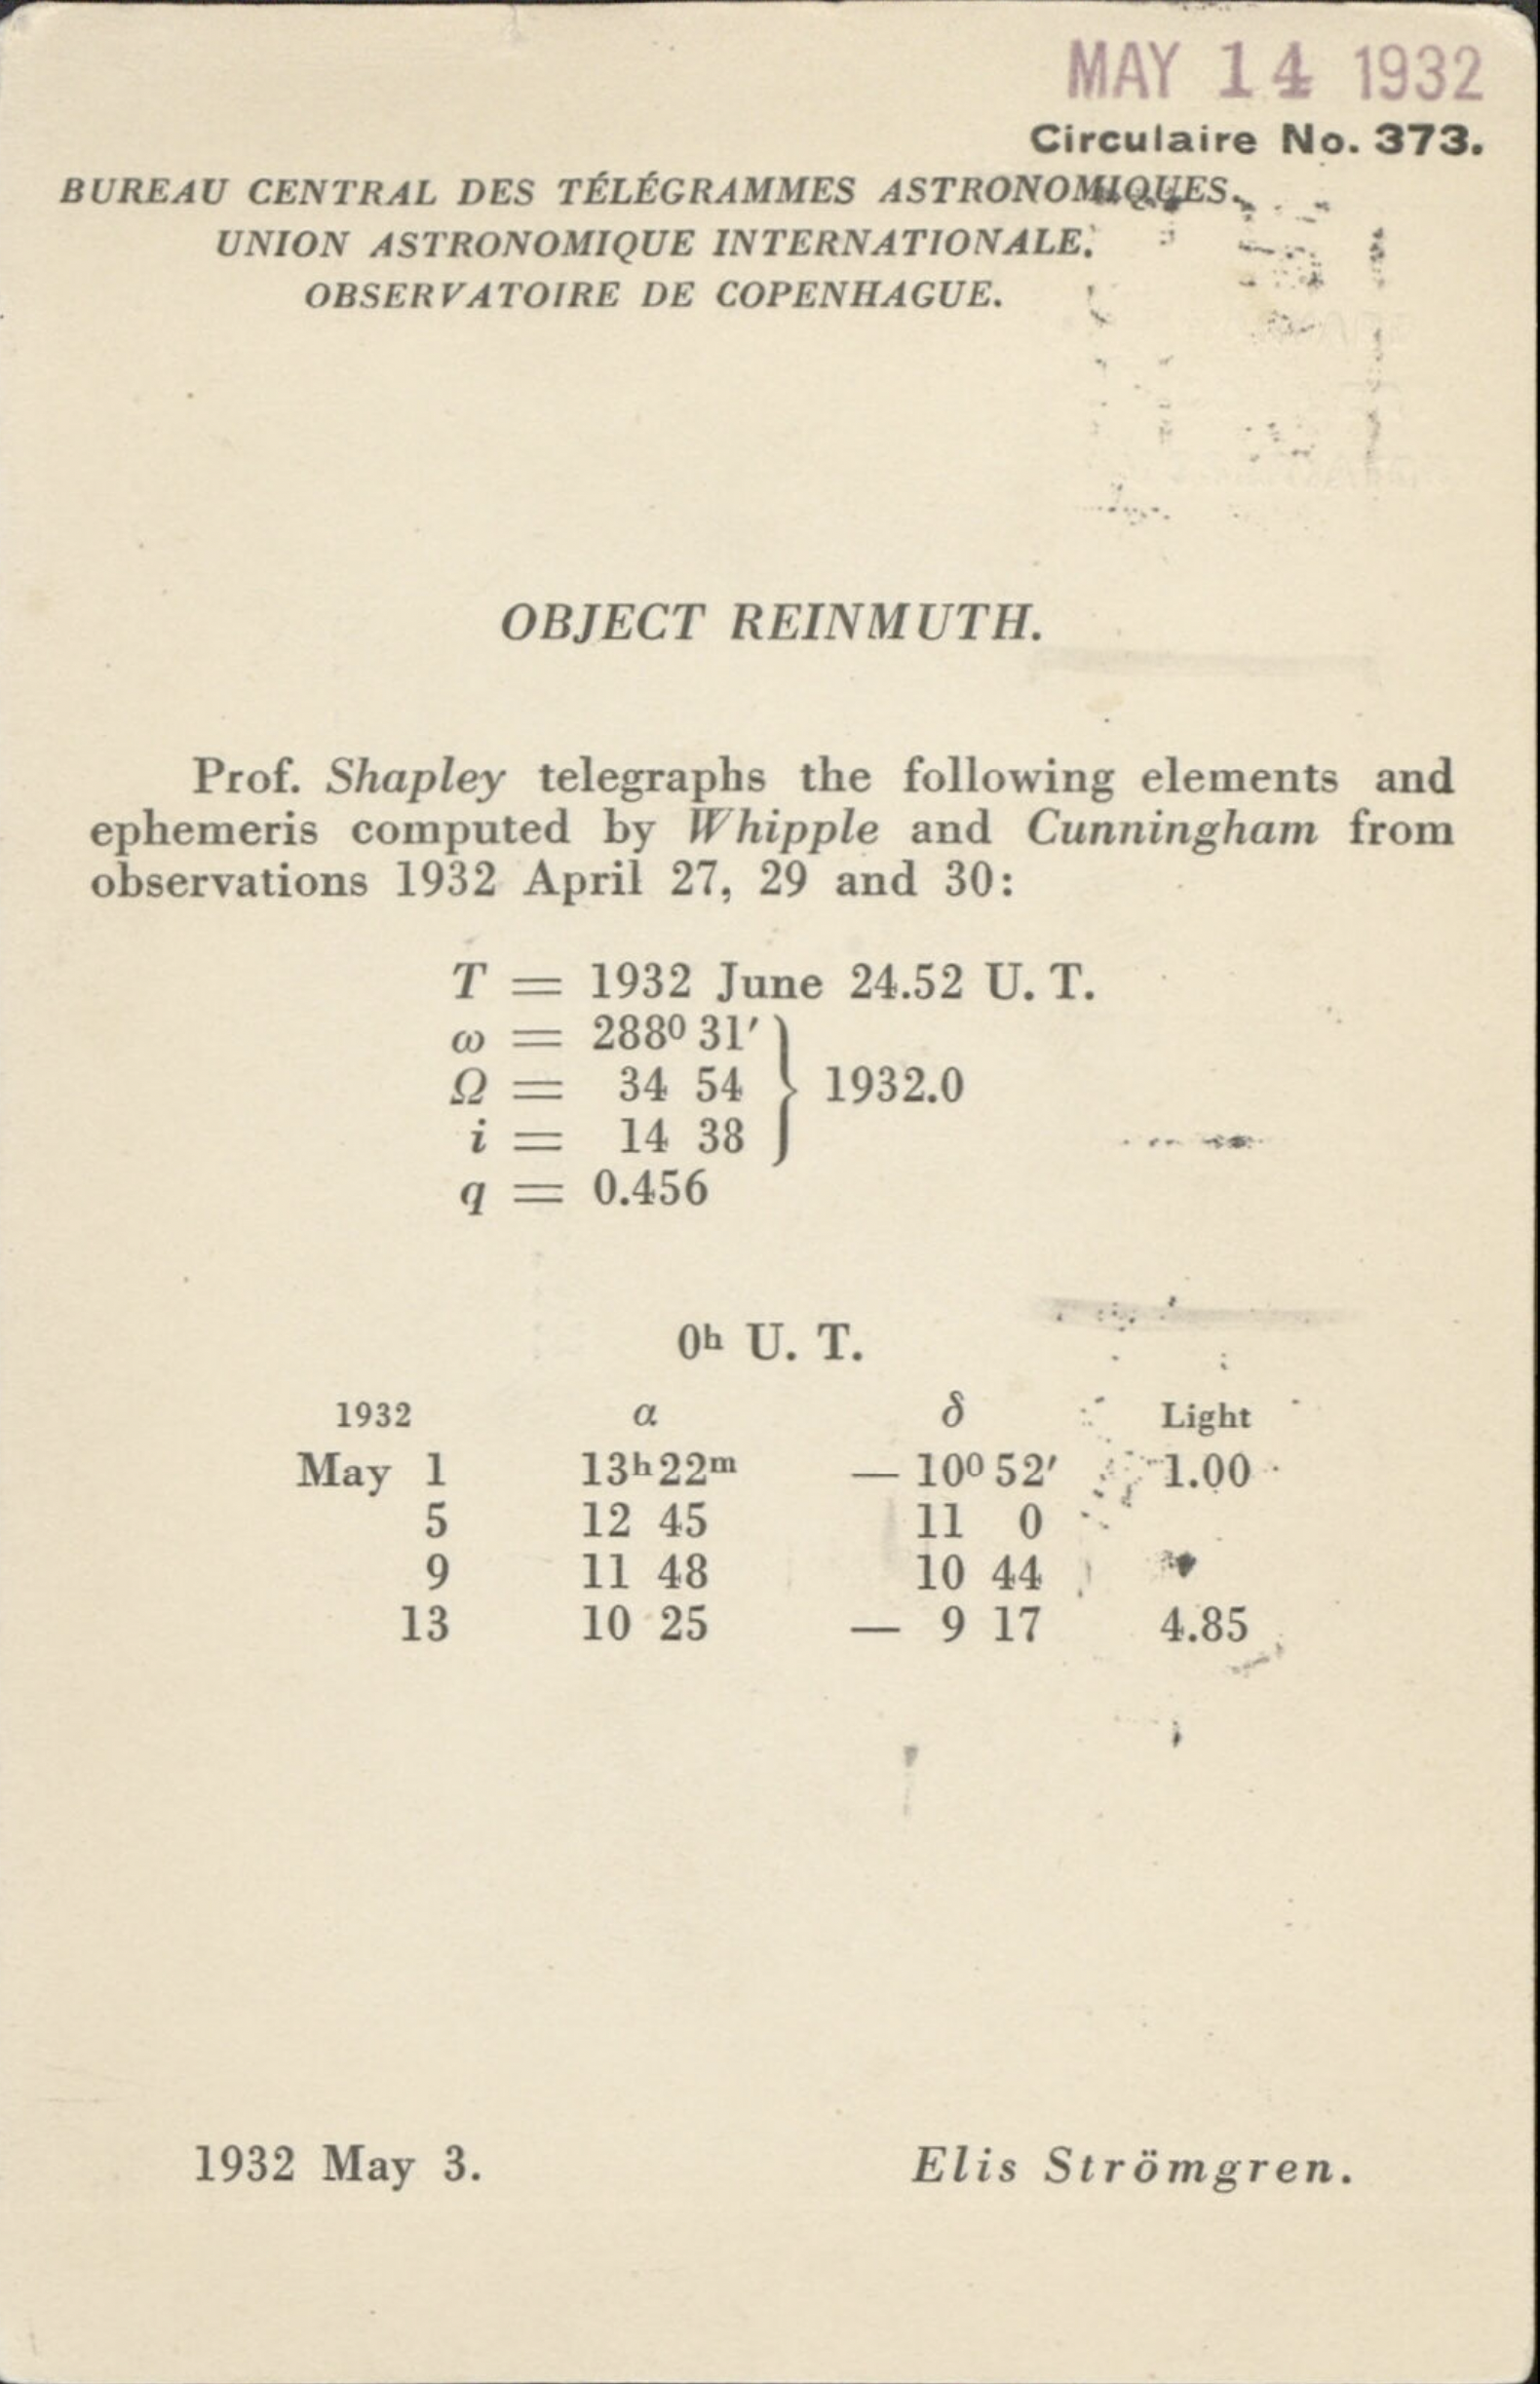 MAY 14 1932
Circulaire No. 373.
BUREAU CENTRAL DES TÉLÉGRAMMES ASTRONOMIQUES.
UNION ASTRONOMIQUE INTERNATIONALE.
OBSERVATOIRE DE COPENHAGUE.
OBJECT REINMUTH.
Prof. Shapley telegraphs the following elements and
ephemeris computed by Whipple and Cunningham from
observations 1932 April 27, 29 and 30:
T = 1932 June 24.52 U. T.
ω = 288⁰ 31′
Ω = 34 54 } 1932.0
i = 14 38
q = 0.456
0ʰ U. T.
1932 α δ Light
May 1 13ʰ 22ᵐ — 10⁰ 52′ 1.00
5 12 45 11 0
9 11 48 10 44
13 10 25 — 9 17 4.85
1932 May 3. Elis Strömgren.